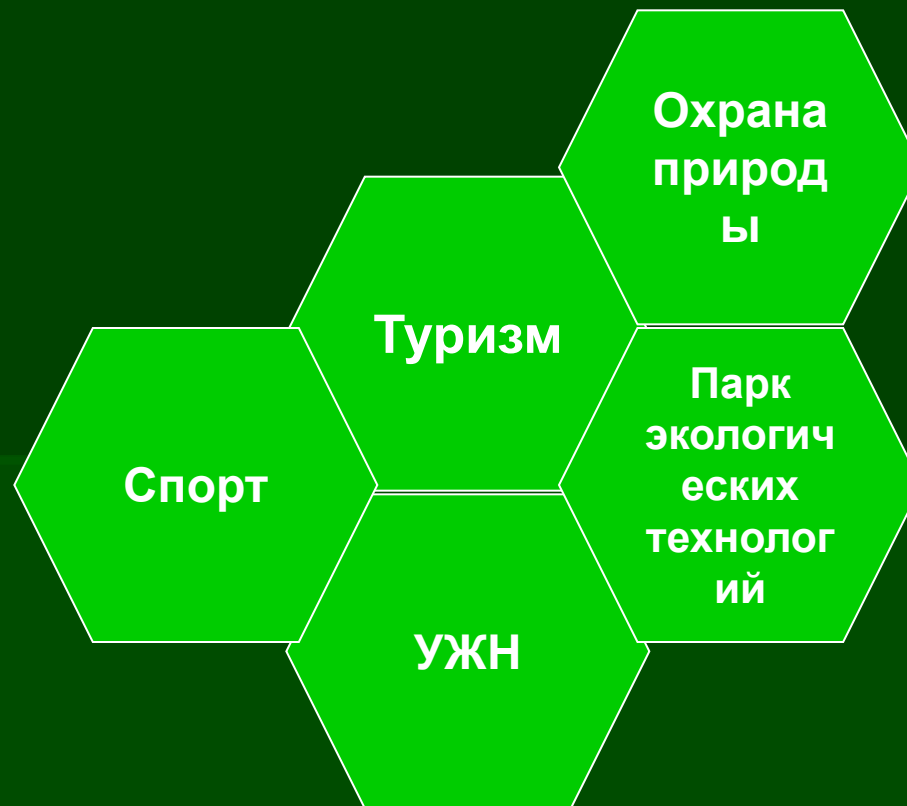 Охрана
природ
ы
Туризм
Парк
экологич
еских
технолог
ий
Спорт
УЖН